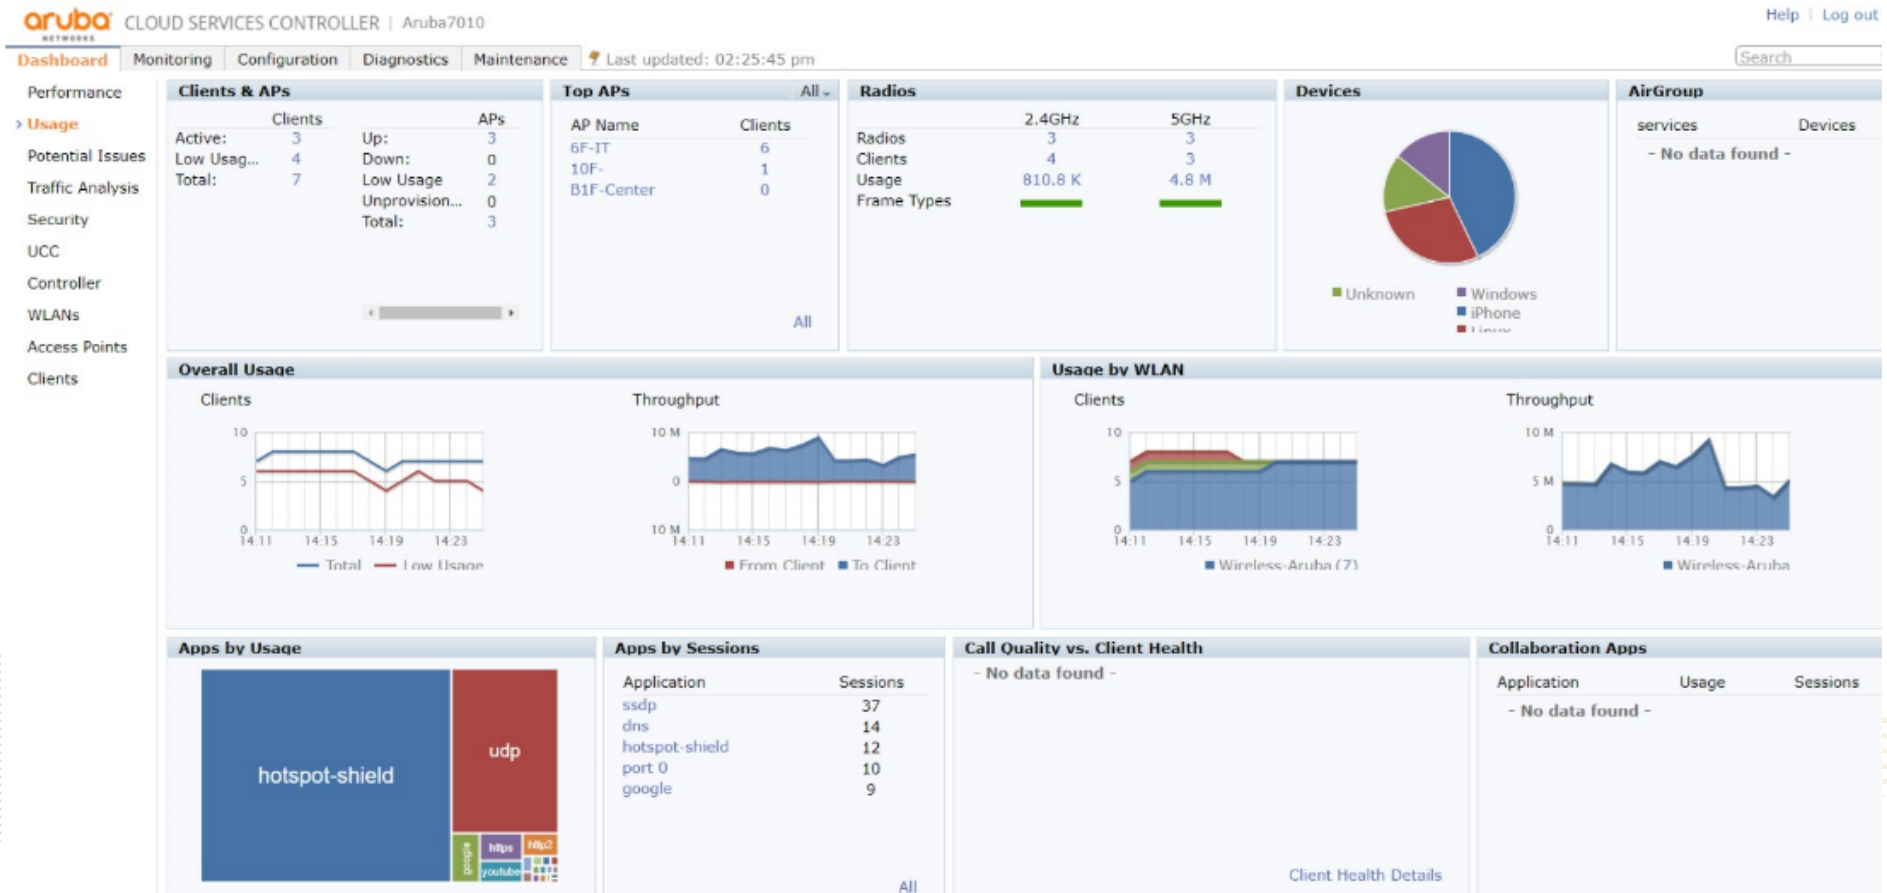 aruba NETWORKS CLOUD SERVICES CONTROLLER | Aruba7010
Help | Log out
Dashboard Monitoring Configuration Diagnostics Maintenance Last updated: 02:25:45 pm
Search
Performance
Usage
Potential Issues
Traffic Analysis
Security
UCC
Controller
WLANs
Access Points
Clients
Clients & APs
Clients
Active: 3
Low Usag... 4
Total: 7
APs
Up: 3
Down: 0
Low Usage 2
Unprovision... 0
Total: 3
Top APs All
AP Name Clients
6F-IT 6
10F- 1
B1F-Center 0
All
Radios
2.4GHz 5GHz
Radios 3 3
Clients 4 3
Usage 810.8 K 4.8 M
Frame Types
Devices
Unknown Windows
iPhone
Linux
AirGroup
services Devices
- No data found -
Overall Usage
Clients
10
5
0
14:11 14:15 14:19 14:23
Total Low Usage
Throughput
10 M
0
10 M
14:11 14:15 14:19 14:23
From Client To Client
Usage by WLAN
Clients
10
5
0
14:11 14:15 14:19 14:23
Wireless-Aruba (7)
Throughput
10 M
5 M
0
14:11 14:15 14:19 14:23
Wireless-Aruba
Apps by Usage
hotspot-shield
udp
google
https
http2
youtube
Apps by Sessions
Application Sessions
ssdp 37
dns 14
hotspot-shield 12
port 0 10
google 9
All
Call Quality vs. Client Health
- No data found -
Client Health Details
Collaboration Apps
Application Usage Sessions
- No data found -